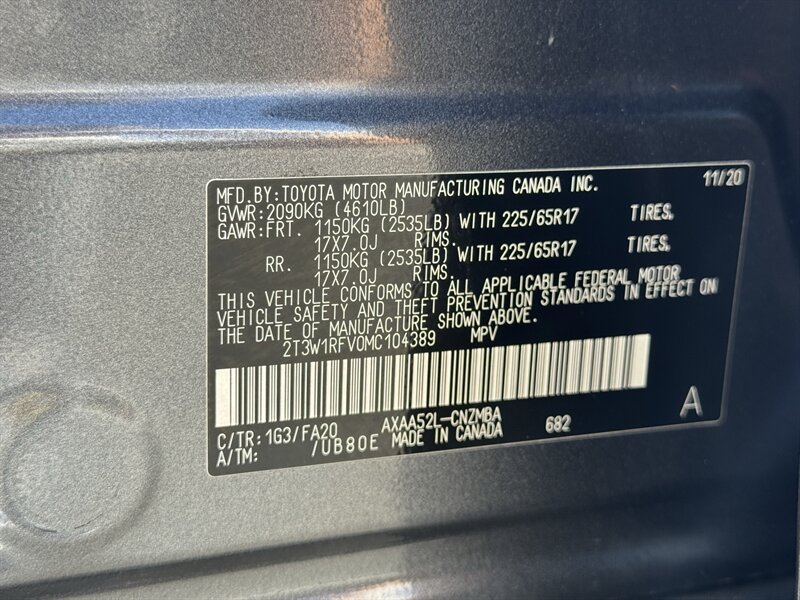 MFD.BY:TOYOTA MOTOR MANUFACTURING CANADA INC. 11/20
GVWR:2090KG (4610LB)
GAWR:FRT. 1150KG (2535LB) WITH 225/65R17 TIRES,
17X7.0J RIMS.
RR. 1150KG (2535LB) WITH 225/65R17 TIRES,
17X7.0J RIMS.
THIS VEHICLE CONFORMS TO ALL APPLICABLE FEDERAL MOTOR
VEHICLE SAFETY AND THEFT PREVENTION STANDARDS IN EFFECT ON
THE DATE OF MANUFACTURE SHOWN ABOVE.
2T3W1RFV0MC104389 MPV
C/TR:1G3/FA20 AXAA52L-CNZMBA 682 A
A/TM: /UB80E MADE IN CANADA